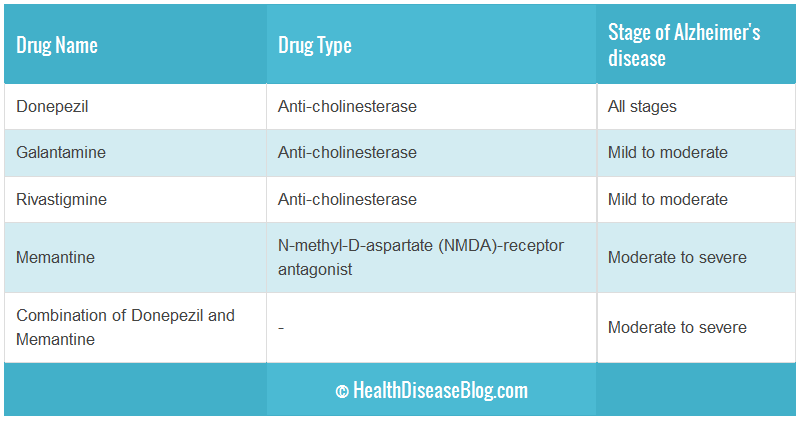 Drug Name Drug Type Stage of Alzheimer's
disease
Donepezil Anti-cholinesterase All stages
Galantamine Anti-cholinesterase Mild to moderate
Rivastigmine Anti-cholinesterase Mild to moderate
Memantine N-methyl-D-aspartate (NMDA)-receptor
antagonist Moderate to severe
Combination of Donepezil and
Memantine - Moderate to severe
© HealthDiseaseBlog.com